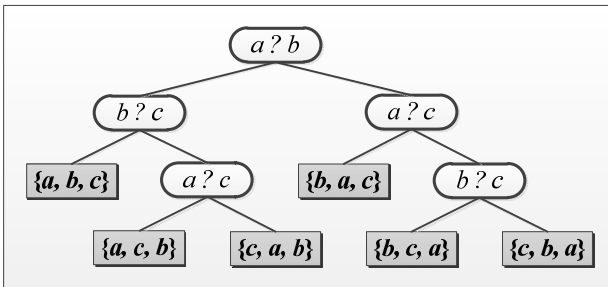 a ? b
b ? c
a ? c
{a, b, c}
a ? c
{b, a, c}
b ? c
{a, c, b}
{c, a, b}
{b, c, a}
{c, b, a}